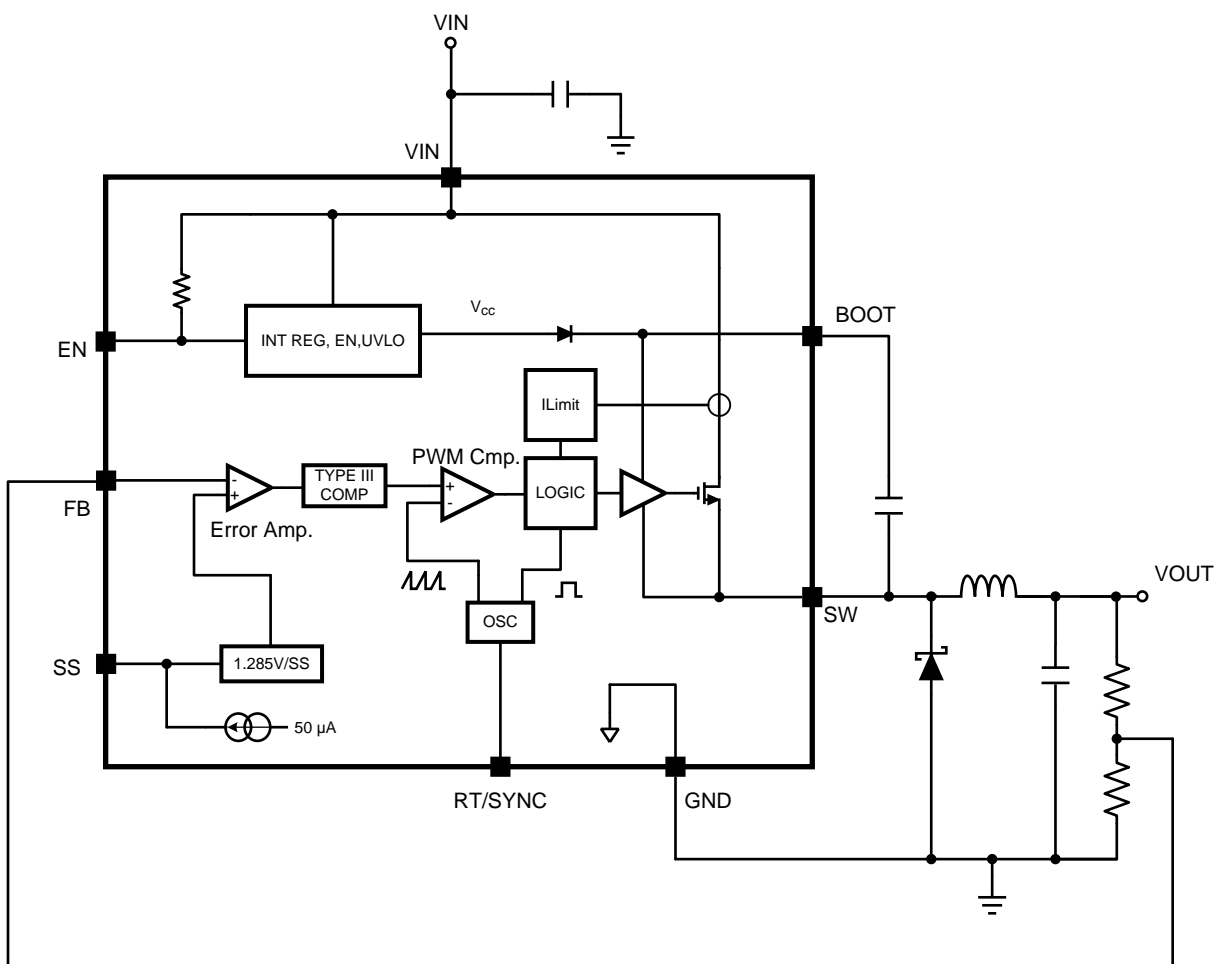 VIN
VIN
BOOT
V_cc
EN
INT REG, EN,UVLO
ILimit
PWM Cmp.
TYPE III
COMP
-
+
+
-
LOGIC
FB
Error Amp.
VOUT
SW
OSC
SS
1.285V/SS
50 µA
RT/SYNC
GND